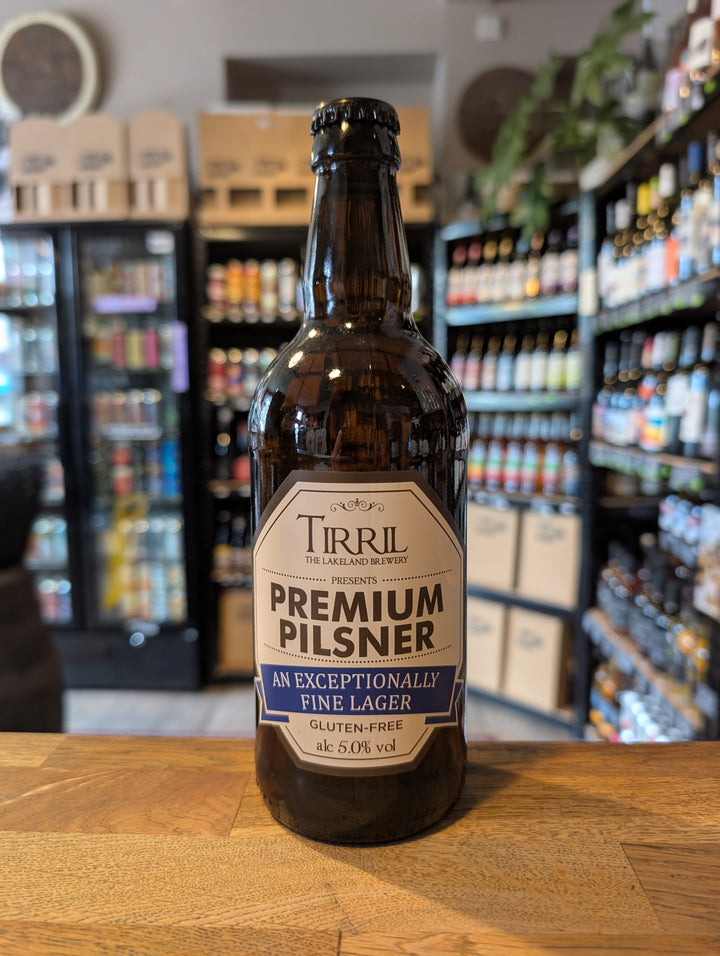 TIRRIL
THE LAKELAND BREWERY
PRESENTS
PREMIUM
PILSNER
AN EXCEPTIONALLY
FINE LAGER
GLUTEN-FREE
alc 5.0% vol